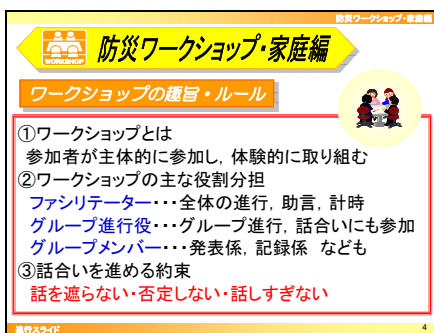 防災ワークショップ・家庭編
WORKSHOP
防災ワークショップ・家庭編
ワークショップの趣旨・ルール
①ワークショップとは
参加者が主体的に参加し，体験的に取り組む
②ワークショップの主な役割分担
ファシリテーター・・・全体の進行，助言，計時
グループ進行役・・・グループ進行，話合いにも参加
グループメンバー・・・発表係，記録係 なども
③話合いを進める約束
話を遮らない・否定しない・話しすぎない
進行スライド
4